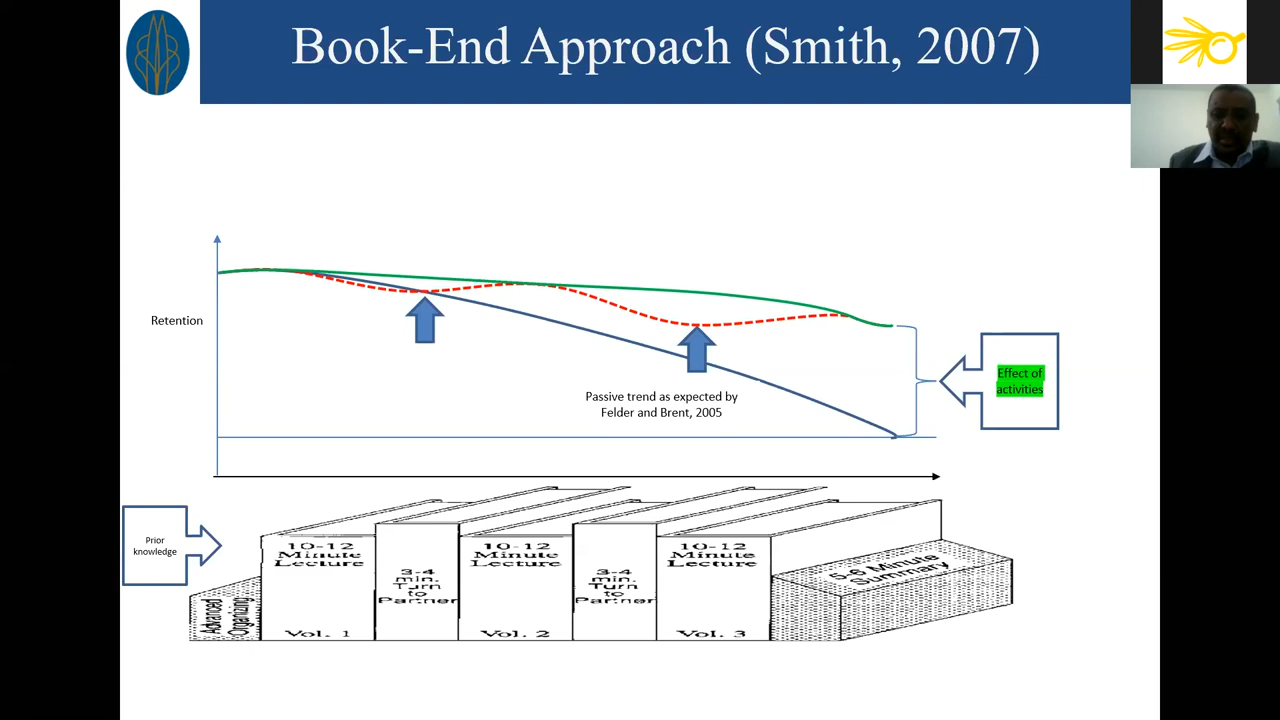 Book-End Approach (Smith, 2007)
Retention
Passive trend as expected by
Felder and Brent, 2005
Effect of
activities
Prior
knowledge
Advanced
Organizing
10-12
Minute
Lecture
Vol. 1
3-4
min.
Turn
to
Partner
10-12
Minute
Lecture
Vol. 2
3-4
min.
Turn
to
Partner
10-12
Minute
Lecture
Vol. 3
Minute
Summary